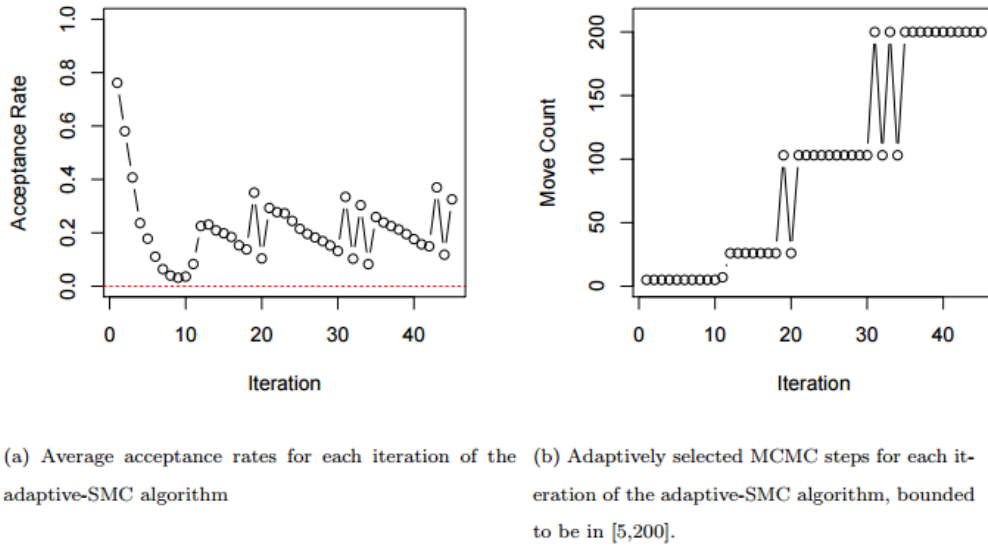 Acceptance Rate
1.0
0.8
0.6
0.4
0.2
0.0
0 10 20 30 40
Iteration
Move Count
200
150
100
50
0
0 10 20 30 40
Iteration
(a) Average acceptance rates for each iteration of the
adaptive-SMC algorithm
(b) Adaptively selected MCMC steps for each it-
eration of the adaptive-SMC algorithm, bounded
to be in [5,200].